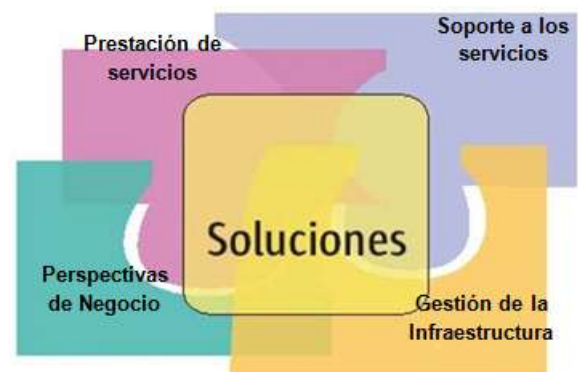 Prestación de
servicios
Soporte a los
servicios
Soluciones
Perspectivas
de Negocio
Gestión de la
Infraestructura